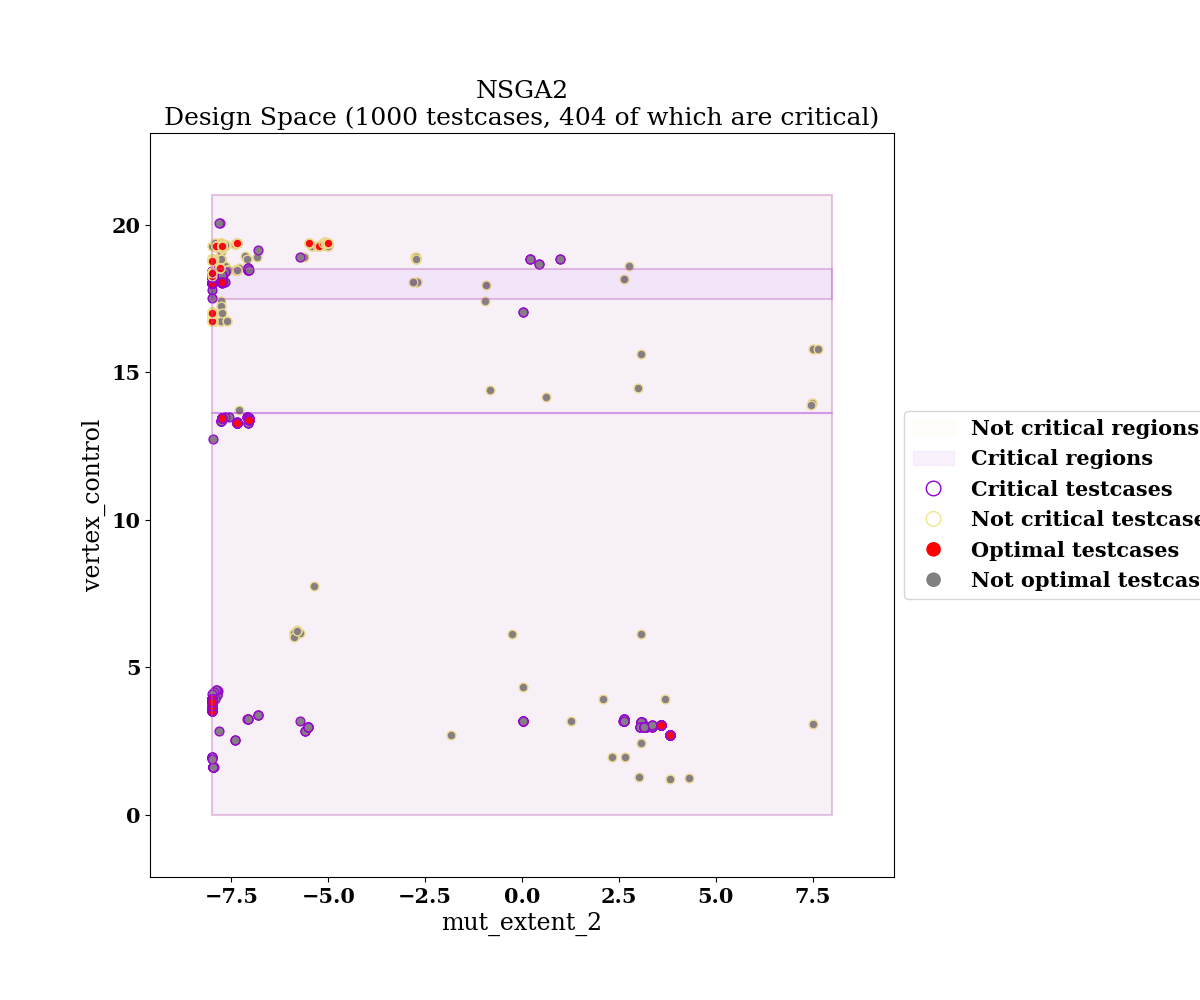 NSGA2
Design Space (1000 testcases, 404 of which are critical)
20
15
10
5
0
vertex_control
−7.5
−5.0
−2.5
0.0
2.5
5.0
7.5
mut_extent_2
Not critical regions
Critical regions
Critical testcases
Not critical testcase
Optimal testcases
Not optimal testcas